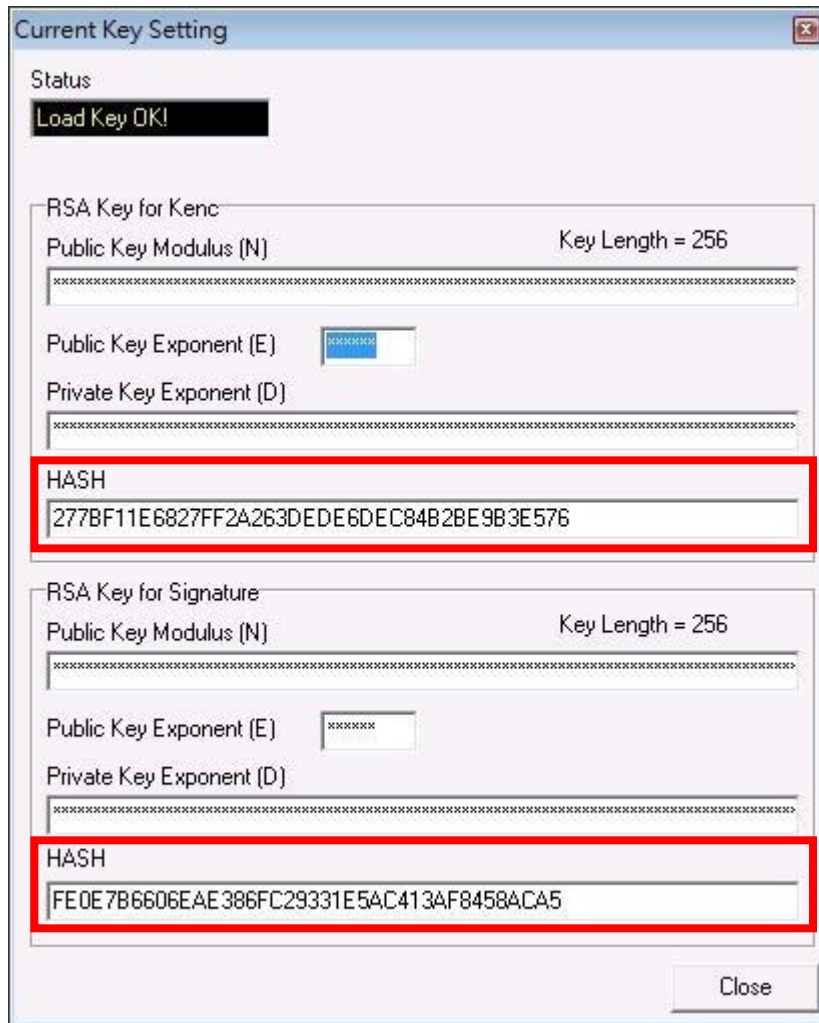 Current Key Setting
Status
Load Key OK!
RSA Key for Kenc
Public Key Modulus (N) Key Length = 256
Public Key Exponent (E) ******
Private Key Exponent (D)
HASH
277BF11E6827FF2A263DEDE6DEC84B2BE9B3E576
RSA Key for Signature
Public Key Modulus (N) Key Length = 256
Public Key Exponent (E) ******
Private Key Exponent (D)
HASH
FE0E7B6606EAE386FC29331E5AC413AF8458ACA5
Close